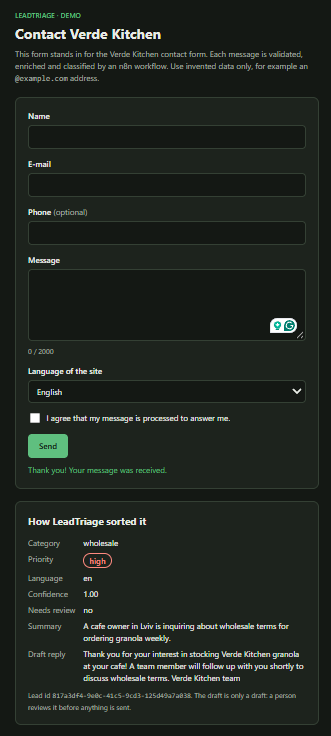 LEADTRIAGE · DEMO
Contact Verde Kitchen
This form stands in for the Verde Kitchen contact form. Each message is validated,
enriched and classified by an n8n workflow. Use invented data only, for example an
@example.com address.
Name
E-mail
Phone (optional)
Message
0 / 2000
Language of the site
English
I agree that my message is processed to answer me.
Send
Thank you! Your message was received.
How LeadTriage sorted it
Category wholesale
Priority high
Language en
Confidence 1.00
Needs review no
Summary A cafe owner in Lviv is inquiring about wholesale terms for
ordering granola weekly.
Draft reply Thank you for your interest in stocking Verde Kitchen granola
at your cafe! A team member will follow up with you shortly to
discuss wholesale terms. Verde Kitchen team
Lead id 817a3df4-9e0c-41c5-9cd3-125d49a7a038. The draft is only a draft: a person
reviews it before anything is sent.